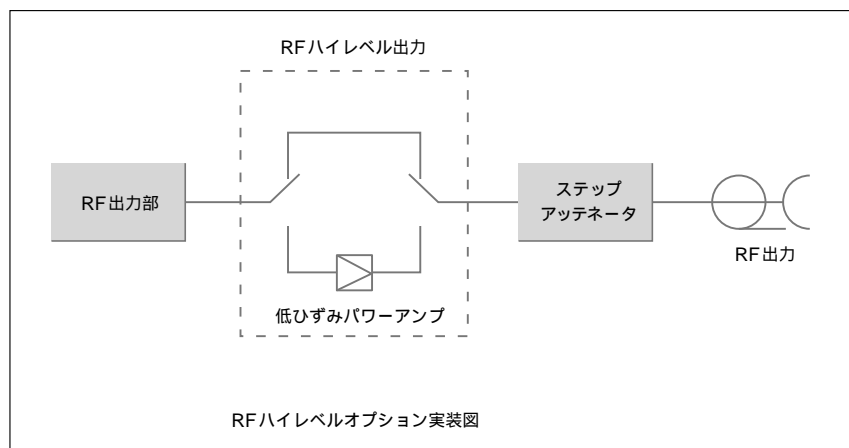 RFハイレベル出力
RF出力部
ステップ
アッテネータ
RF出力
低ひずみパワーアンプ
RFハイレベルオプション実装図